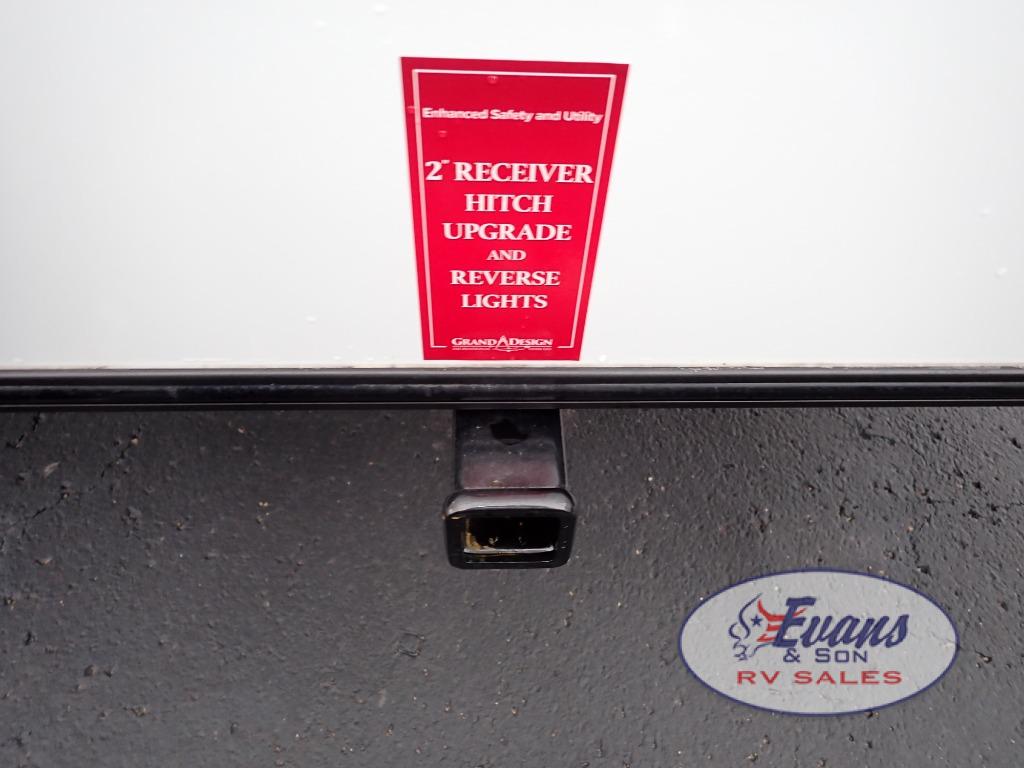 Enhanced Safety and Utility
2" RECEIVER
HITCH
UPGRADE
AND
REVERSE
LIGHTS
GRAND DESIGN
Evans
& SON
RV SALES